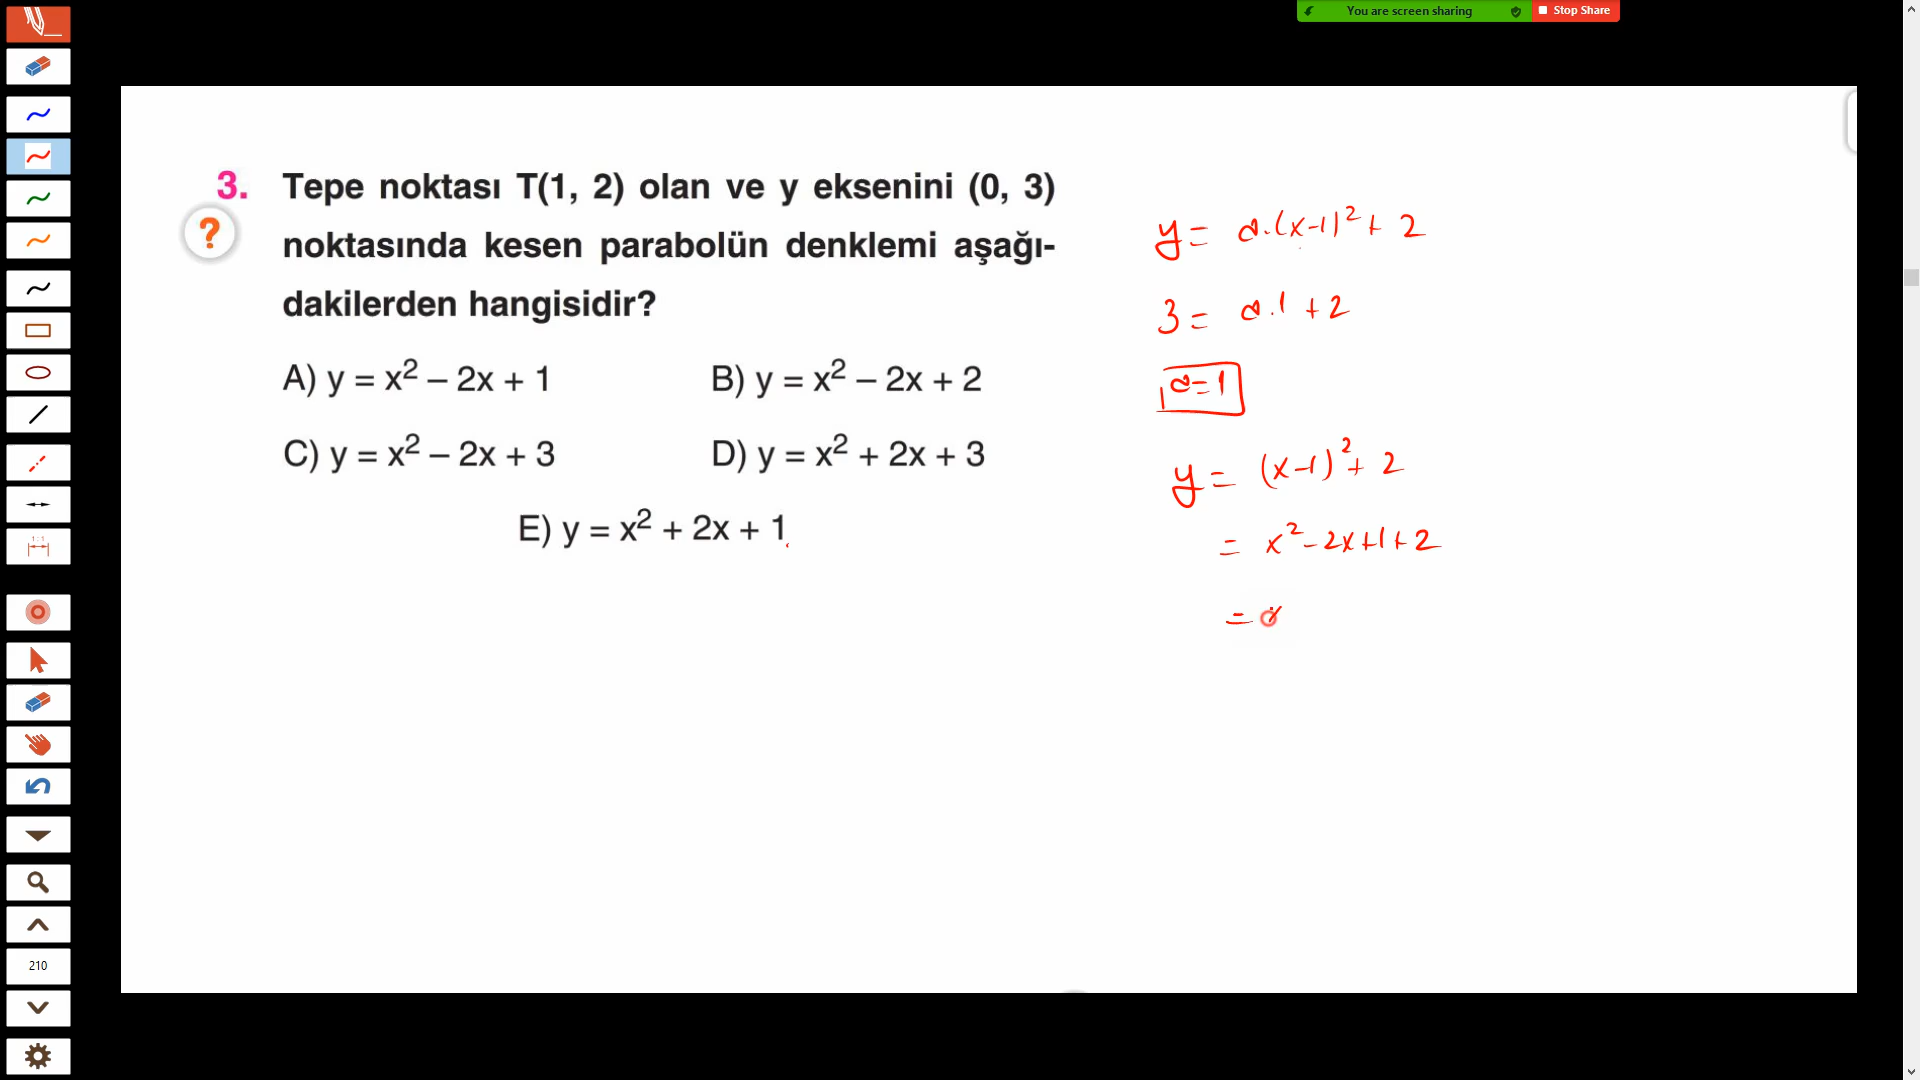 You are screen sharing
Stop Share
3. Tepe noktası T(1, 2) olan ve y eksenini (0, 3)
noktasında kesen parabolün denklemi aşağı-
dakilerden hangisidir?
?
A) y = x² – 2x + 1
B) y = x² – 2x + 2
C) y = x² – 2x + 3
D) y = x² + 2x + 3
E) y = x² + 2x + 1
y = a.(x-1)² + 2
3 = a.1 + 2
a=1
y = (x-1)² + 2
= x² - 2x+1+2
= x
1:1
210